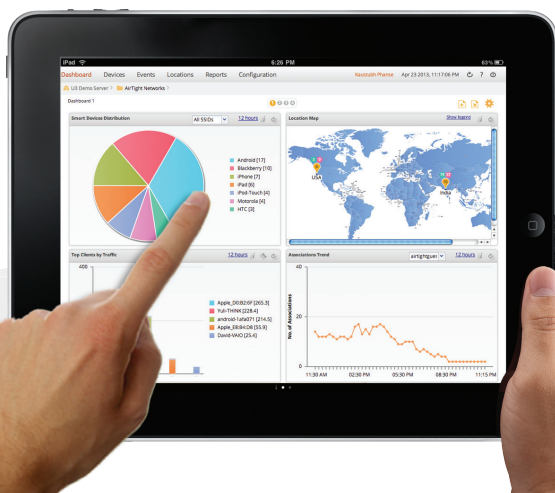 iPad 6:26 PM 63%
Dashboard Devices Events Locations Reports Configuration Kaustubh Phanse Apr 23 2013, 11:17:06 PM ?
U3 Demo Server AirTight Networks
Dashboard 1
Smart Devices Distribution All SSIDs 12 hours
Android [17]
Blackberry [10]
iPhone [7]
iPad [6]
iPod-Touch [4]
Motorola [4]
HTC [3]
Location Map Show legend
USA
India
Top Clients by Traffic 12 hours
400
Apple_D0:B2:6F [265.3]
Yuli-THINK [228.4]
android-1afa071 [214.5]
Apple_E8:B4:D8 [55.9]
David-VAIO [25.4]
Associations Trend airtightguest 12 hours
No. of Associations
40
20
0
11:30 AM 02:30 PM 05:30 PM 08:30 PM 11:15 PM